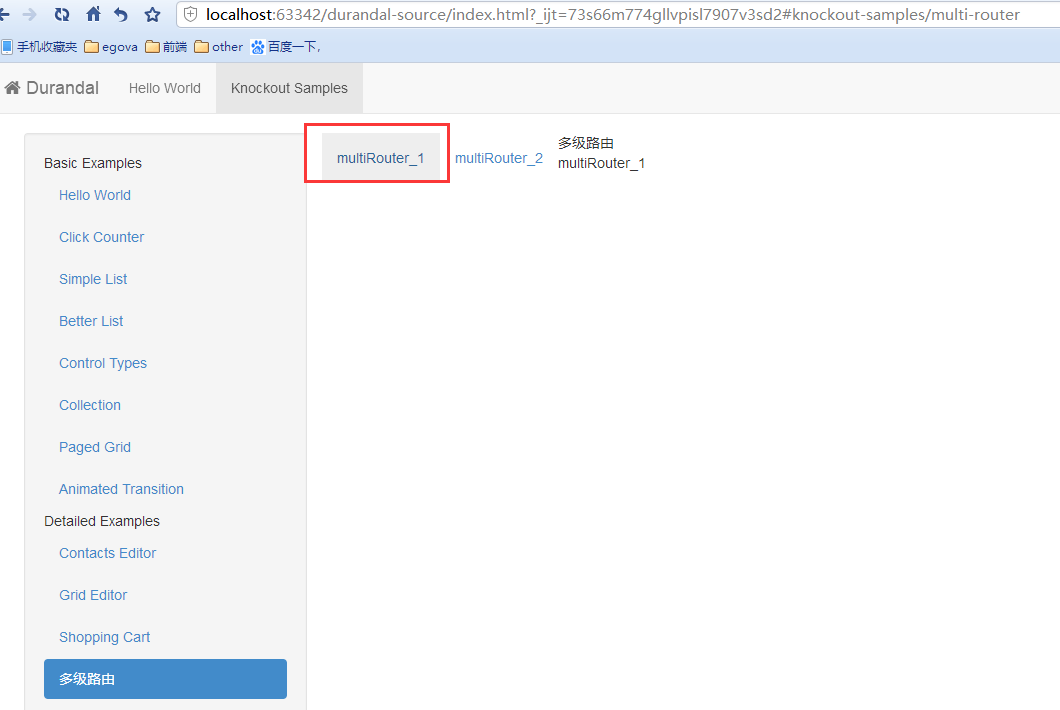 localhost:63342/durandal-source/index.html?_ijt=73s66m774gllvpisl7907v3sd2#knockout-samples/multi-router
手机收藏夹 egova 前端 other 百度一下,
Durandal Hello World Knockout Samples
Basic Examples
Hello World
Click Counter
Simple List
Better List
Control Types
Collection
Paged Grid
Animated Transition
Detailed Examples
Contacts Editor
Grid Editor
Shopping Cart
多级路由
multiRouter_1 multiRouter_2
多级路由
multiRouter_1